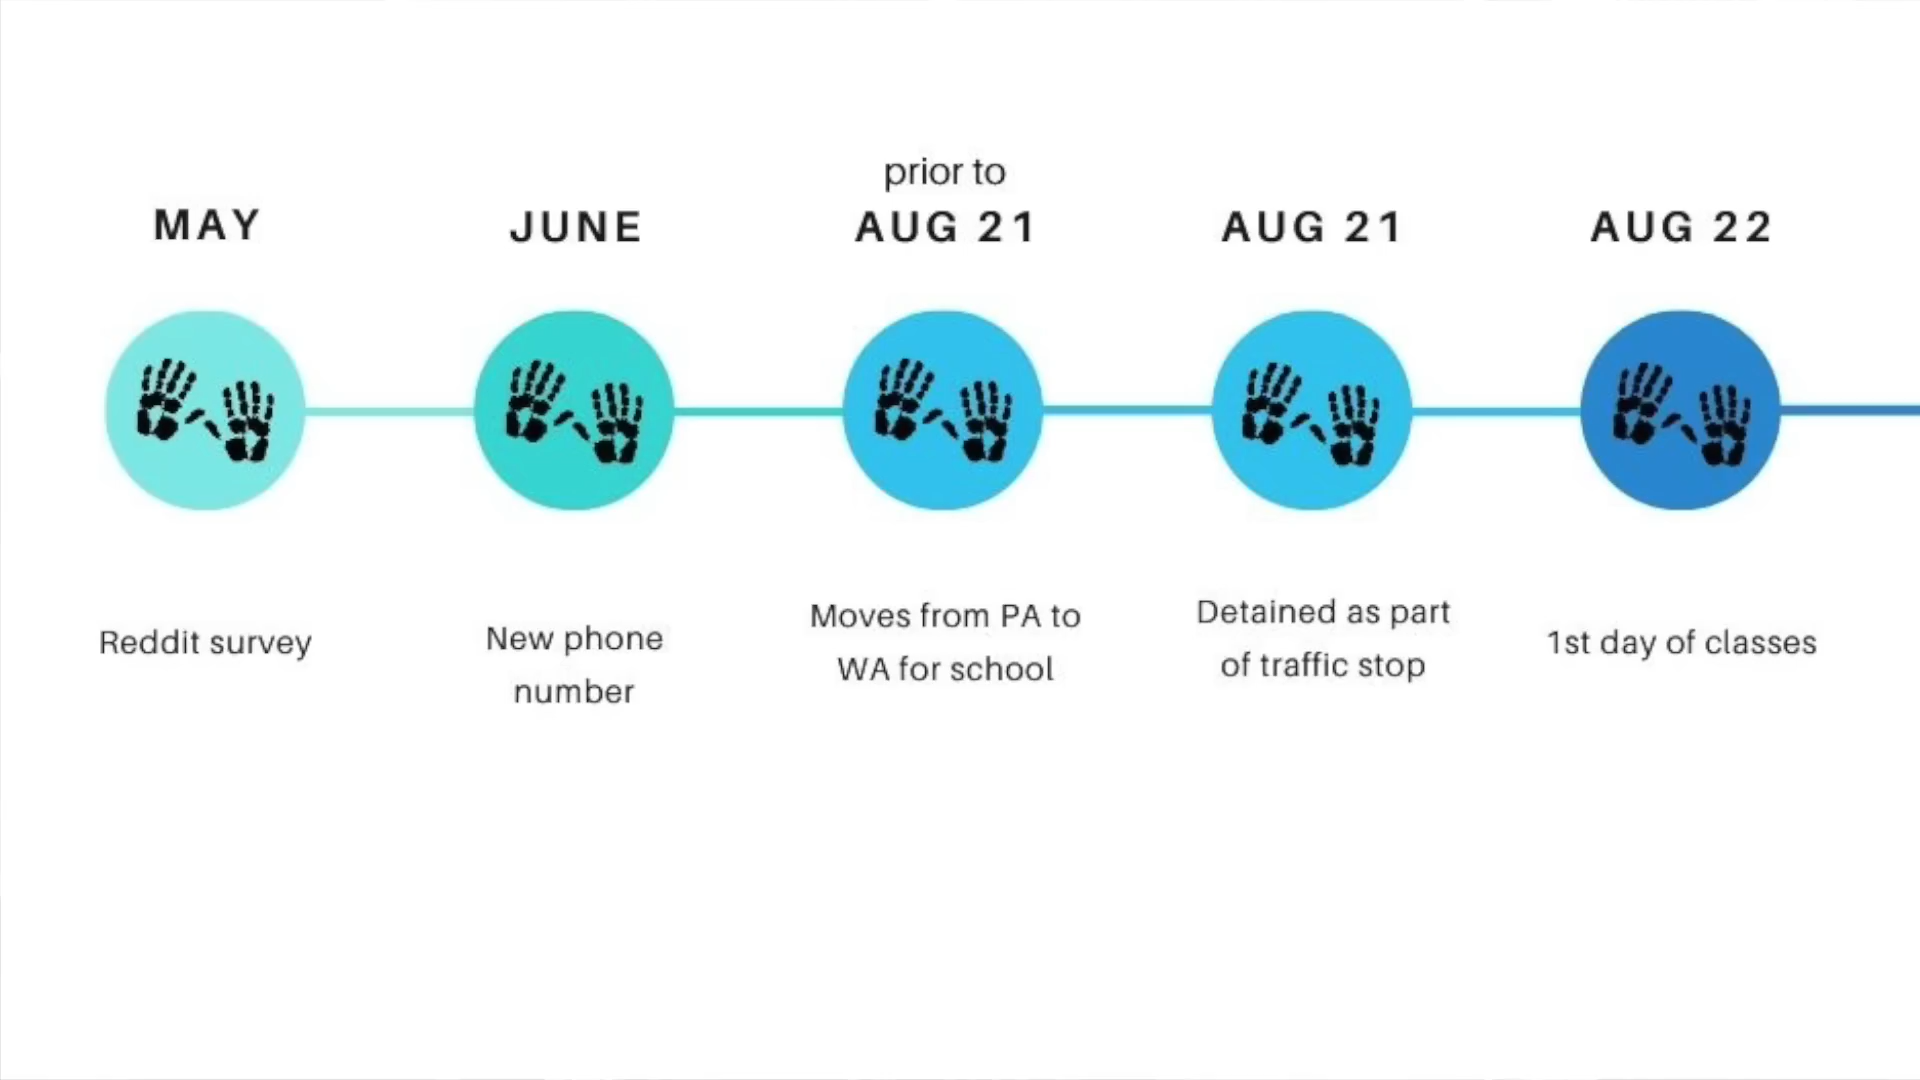 MAY
Reddit survey
JUNE
New phone
number
prior to
AUG 21
Moves from PA to
WA for school
AUG 21
Detained as part
of traffic stop
AUG 22
1st day of classes